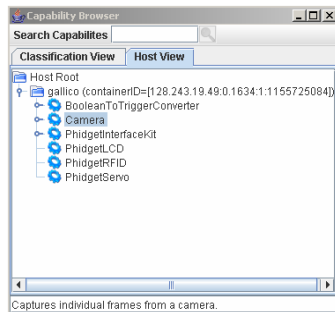 Capability Browser
Search Capabilites
Classification View Host View
Host Root
gallico (containerID=[128.243.19.49:0.1634:1:1155725084])
BooleanToTriggerConverter
Camera
PhidgetInterfaceKit
PhidgetLCD
PhidgetRFID
PhidgetServo
Captures individual frames from a camera.